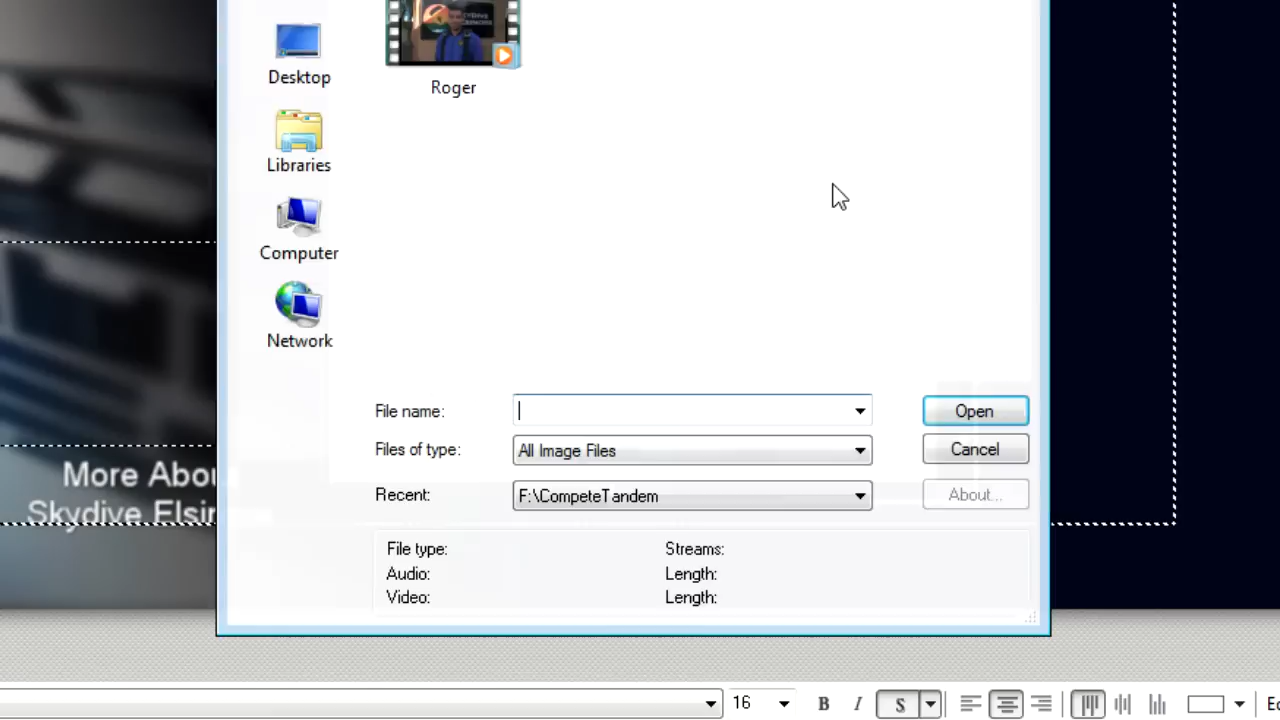 Desktop
Roger
Libraries
Computer
Network
File name:
Open
Files of type:
All Image Files
Cancel
More Abou
Skydive Elsin
Recent:
F:\CompeteTandem
About...
File type:
Streams:
Audio:
Length:
Video:
Length:
16
B
I
S